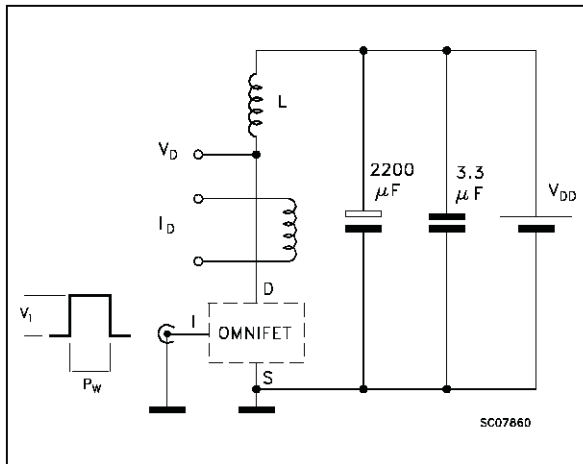 L
V_D
2200
μF
3.3
μF
V_DD
I_D
D
V_i
I
OMNIFET
P_W
S
SC07860